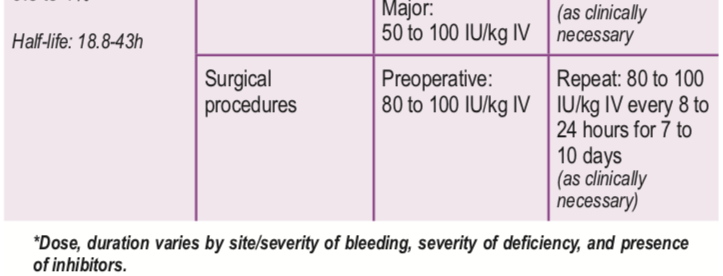 Half-life: 18.8-43h
Major:
50 to 100 IU/kg IV
(as clinically
necessary
Surgical
procedures
Preoperative:
80 to 100 IU/kg IV
Repeat: 80 to 100
IU/kg IV every 8 to
24 hours for 7 to
10 days
(as clinically
necessary)
*Dose, duration varies by site/severity of bleeding, severity of deficiency, and presence
of inhibitors.